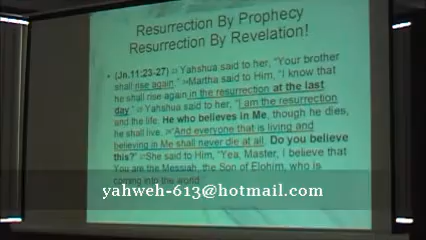 Resurrection By Prophecy
Resurrection By Revelation!
• (Jn.11:23-27) 23 Yahshua said to her, "Your brother
shall rise again." 24 Martha said to Him, "I know that
he shall rise again in the resurrection at the last
day." 25 Yahshua said to her, "I am the resurrection
and the life. He who believes in Me, though he dies,
he shall live. 26 "And everyone that is living and
believing in Me shall never die at all. Do you believe
this?" 27 She said to Him, "Yea, Master, I believe that
You are the Messiah, the Son of Elohim, who is
coming into the world."
yahweh-613@hotmail.com